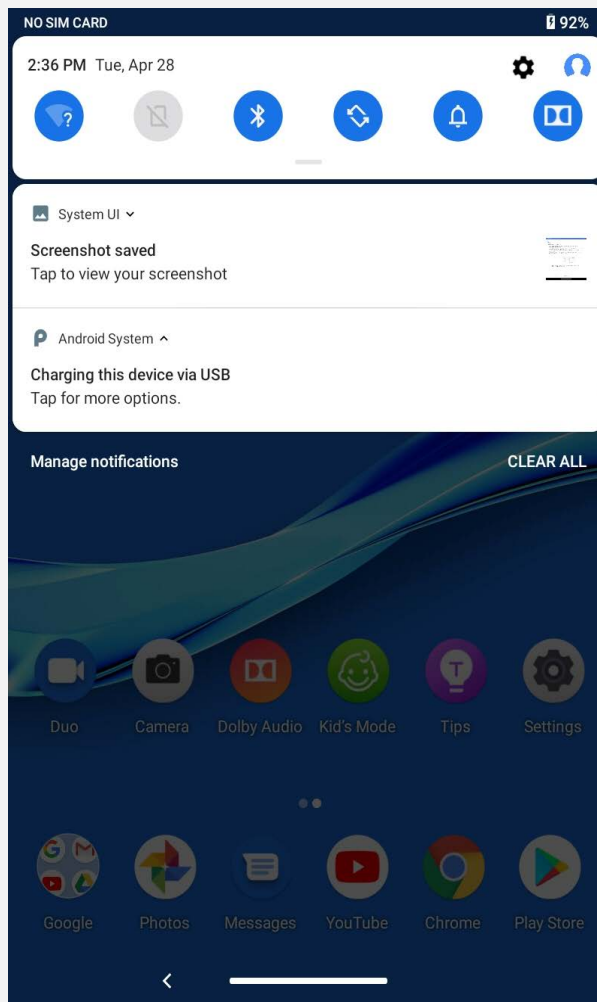 NO SIM CARD 92%
2:36 PM Tue, Apr 28
?
System UI
Screenshot saved
Tap to view your screenshot
Android System
Charging this device via USB
Tap for more options.
Manage notifications CLEAR ALL
Duo Camera Dolby Audio Kid's Mode Tips Settings
Google Photos Messages YouTube Chrome Play Store